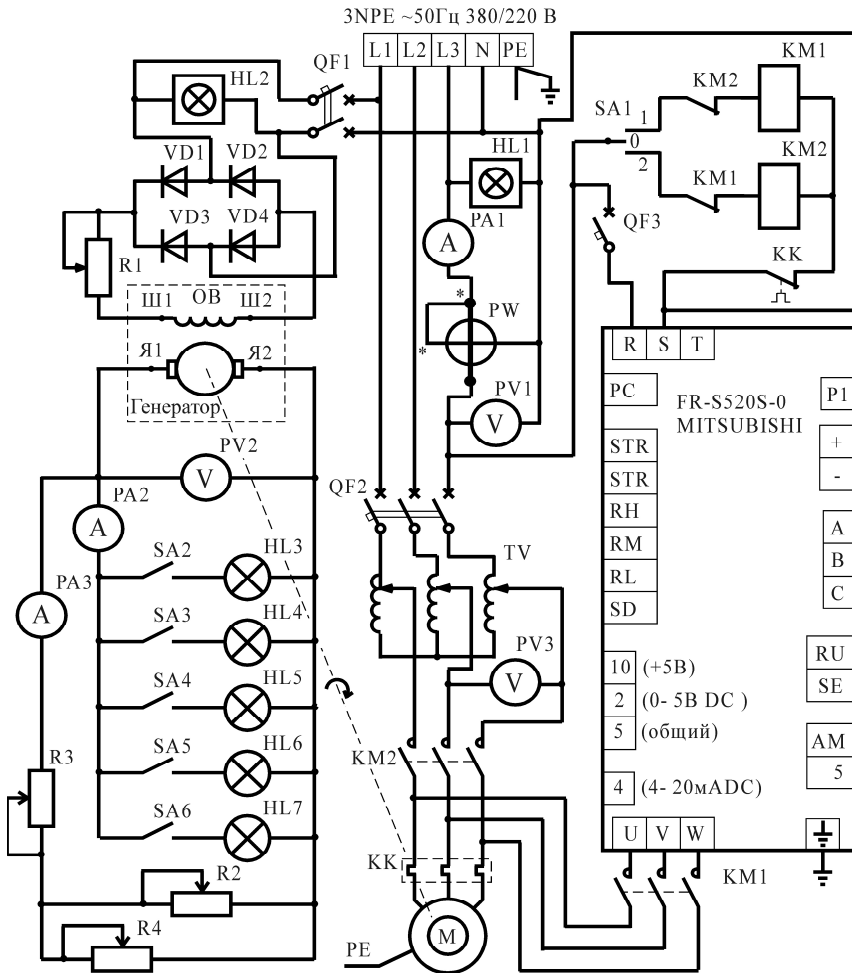 3NPE ~50Гц 380/220 В
L1 L2 L3 N PE
QF1
HL2
KM1
KM2
SA1
1
0
2
KM1
KM2
HL1
VD1 VD2
VD3 VD4
PA1
A
QF3
KK
R1
Ш1 ОВ Ш2
*
*
PW
R S T
Я1 Я2
Генератор
PV1
V
PC
FR-S520S-0
MITSUBISHI
P1
+
-
STR
STR
RH
RM
RL
SD
A
B
C
PV2
V
PA2
A
QF2
TV
SA2 HL3
PA3
A
SA3 HL4
SA4 HL5
SA5 HL6
SA6 HL7
PV3
V
10 (+5В)
2 (0- 5В DC )
5 (общий)
4 (4- 20мADC)
RU
SE
AM
5
R3
KM2
U V W
KM1
KK
R2
R4
M
PE